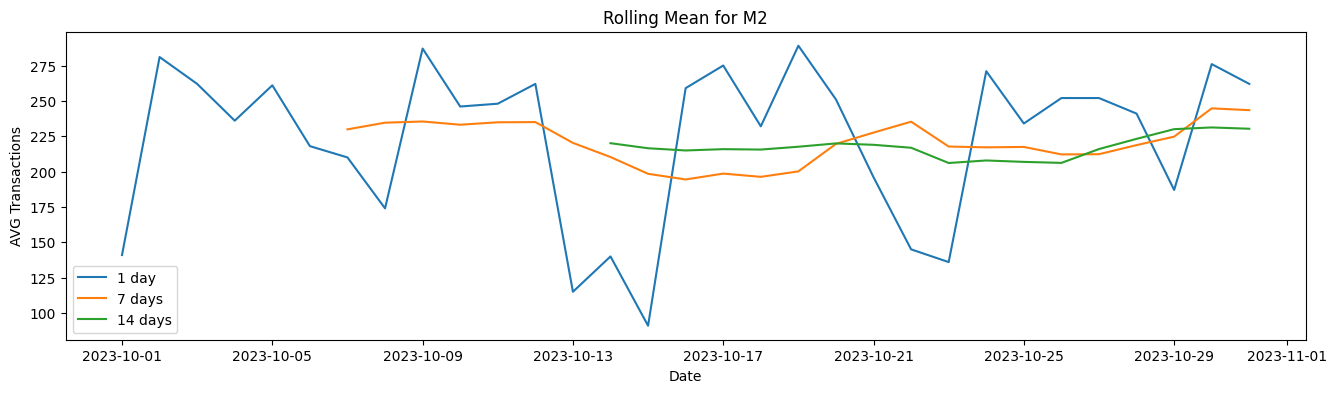 Rolling Mean for M2
AVG Transactions
275
250
225
200
175
150
125
100
1 day
7 days
14 days
2023-10-01 2023-10-05 2023-10-09 2023-10-13 2023-10-17 2023-10-21 2023-10-25 2023-10-29 2023-11-01
Date